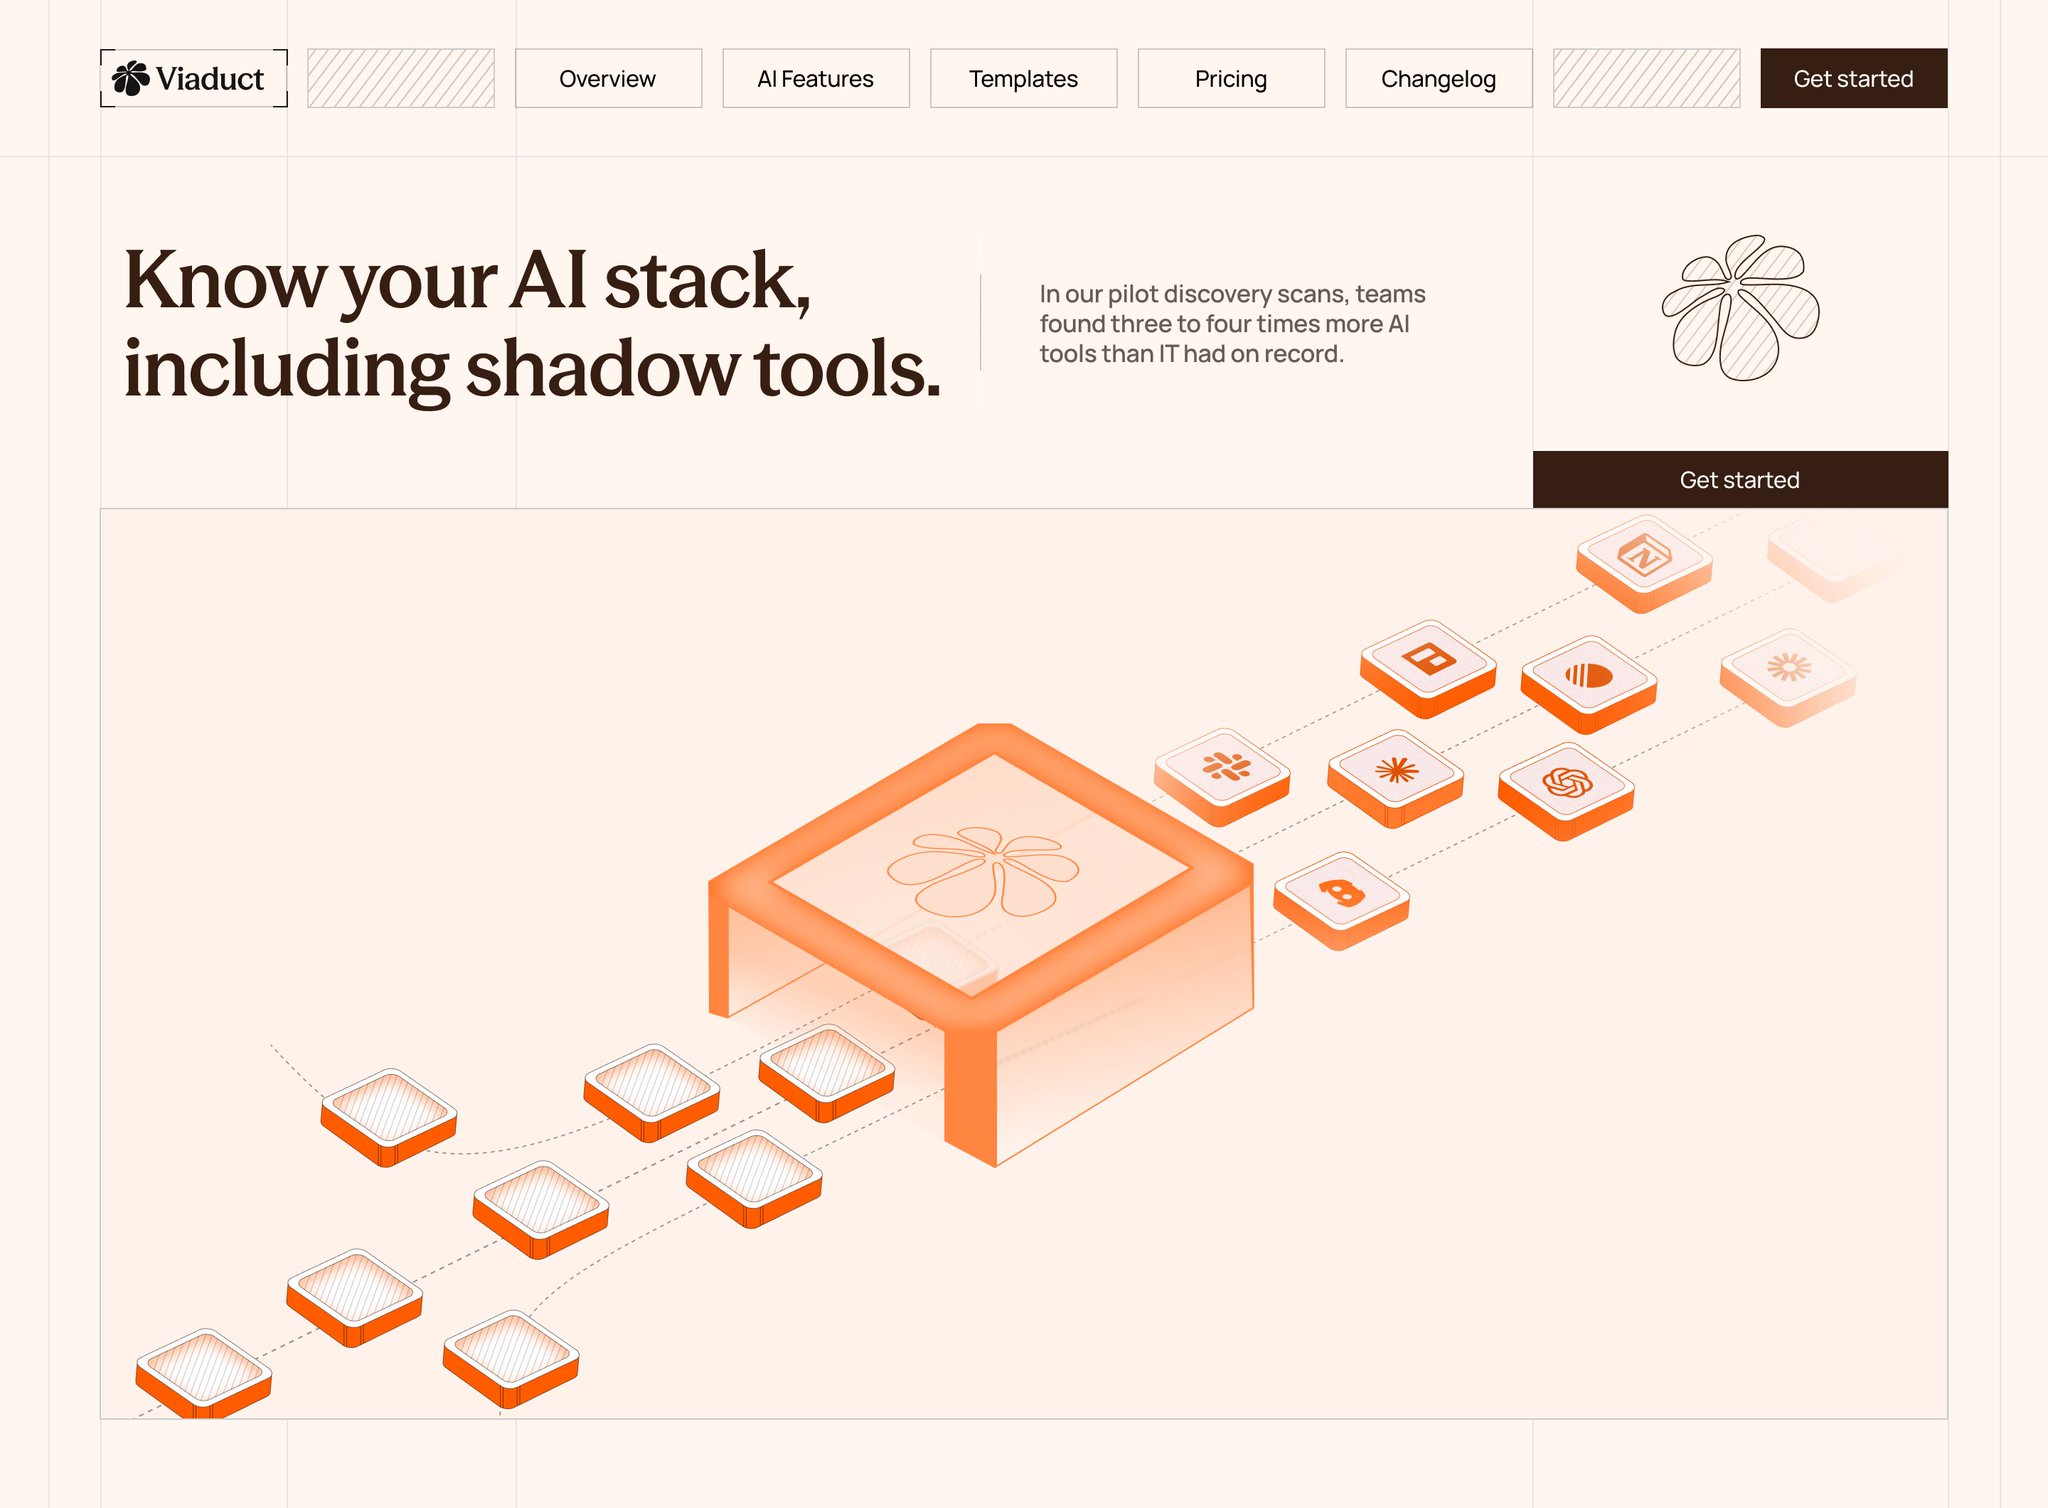 Viaduct
Overview
AI Features
Templates
Pricing
Changelog
Get started
Know your AI stack,
including shadow tools.
In our pilot discovery scans, teams
found three to four times more AI
tools than IT had on record.
Get started
N